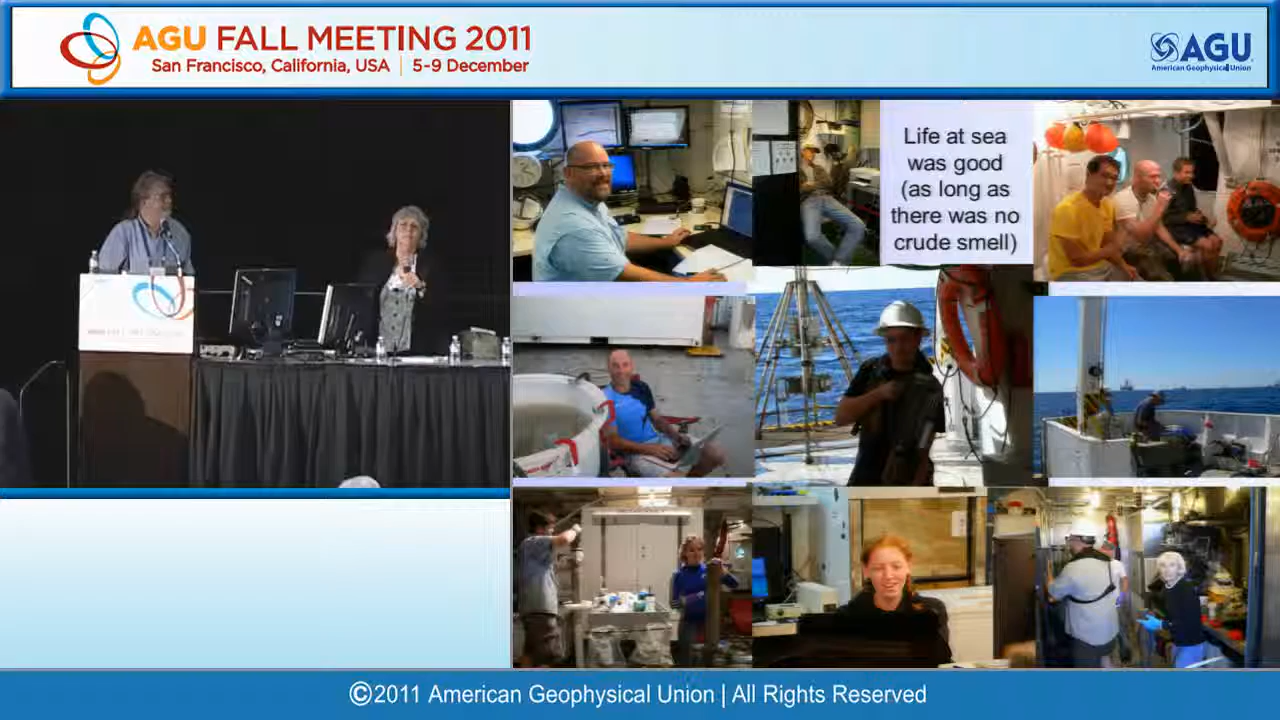 AGU FALL MEETING 2011
San Francisco, California, USA | 5-9 December
AGU
American Geophysical Union
Life at sea
was good
(as long as
there was no
crude smell)
©2011 American Geophysical Union | All Rights Reserved